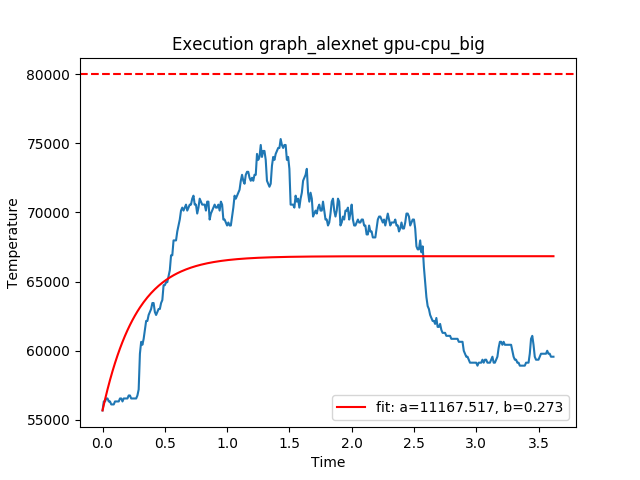 Execution graph_alexnet gpu-cpu_big
80000
75000
70000
65000
60000
55000
Temperature
0.0 0.5 1.0 1.5 2.0 2.5 3.0 3.5
Time
fit: a=11167.517, b=0.273